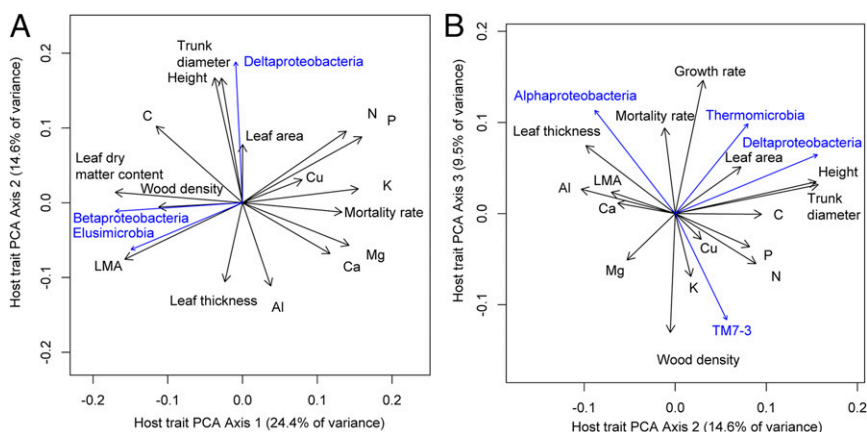 A
Host trait PCA Axis 2 (14.6% of variance)
0.2
0.1
0.0
-0.1
-0.2
Trunk
diameter
Height
Deltaproteobacteria
C
N
P
Leaf area
Leaf dry
matter content
Cu
Wood density
K
Betaproteobacteria
Mortality rate
Elusimicrobia
LMA
Mg
Ca
Leaf thickness
Al
-0.2
-0.1
0.0
0.1
0.2
Host trait PCA Axis 1 (24.4% of variance)
B
Host trait PCA Axis 3 (9.5% of variance)
0.2
0.1
0.0
-0.1
Growth rate
Alphaproteobacteria
Mortality rate
Thermomicrobia
Leaf thickness
Deltaproteobacteria
Leaf area
Height
Al
LMA
Trunk
diameter
Ca
C
Cu
P
Mg
N
K
TM7-3
Wood density
-0.2
-0.1
0.0
0.1
0.2
Host trait PCA Axis 2 (14.6% of variance)